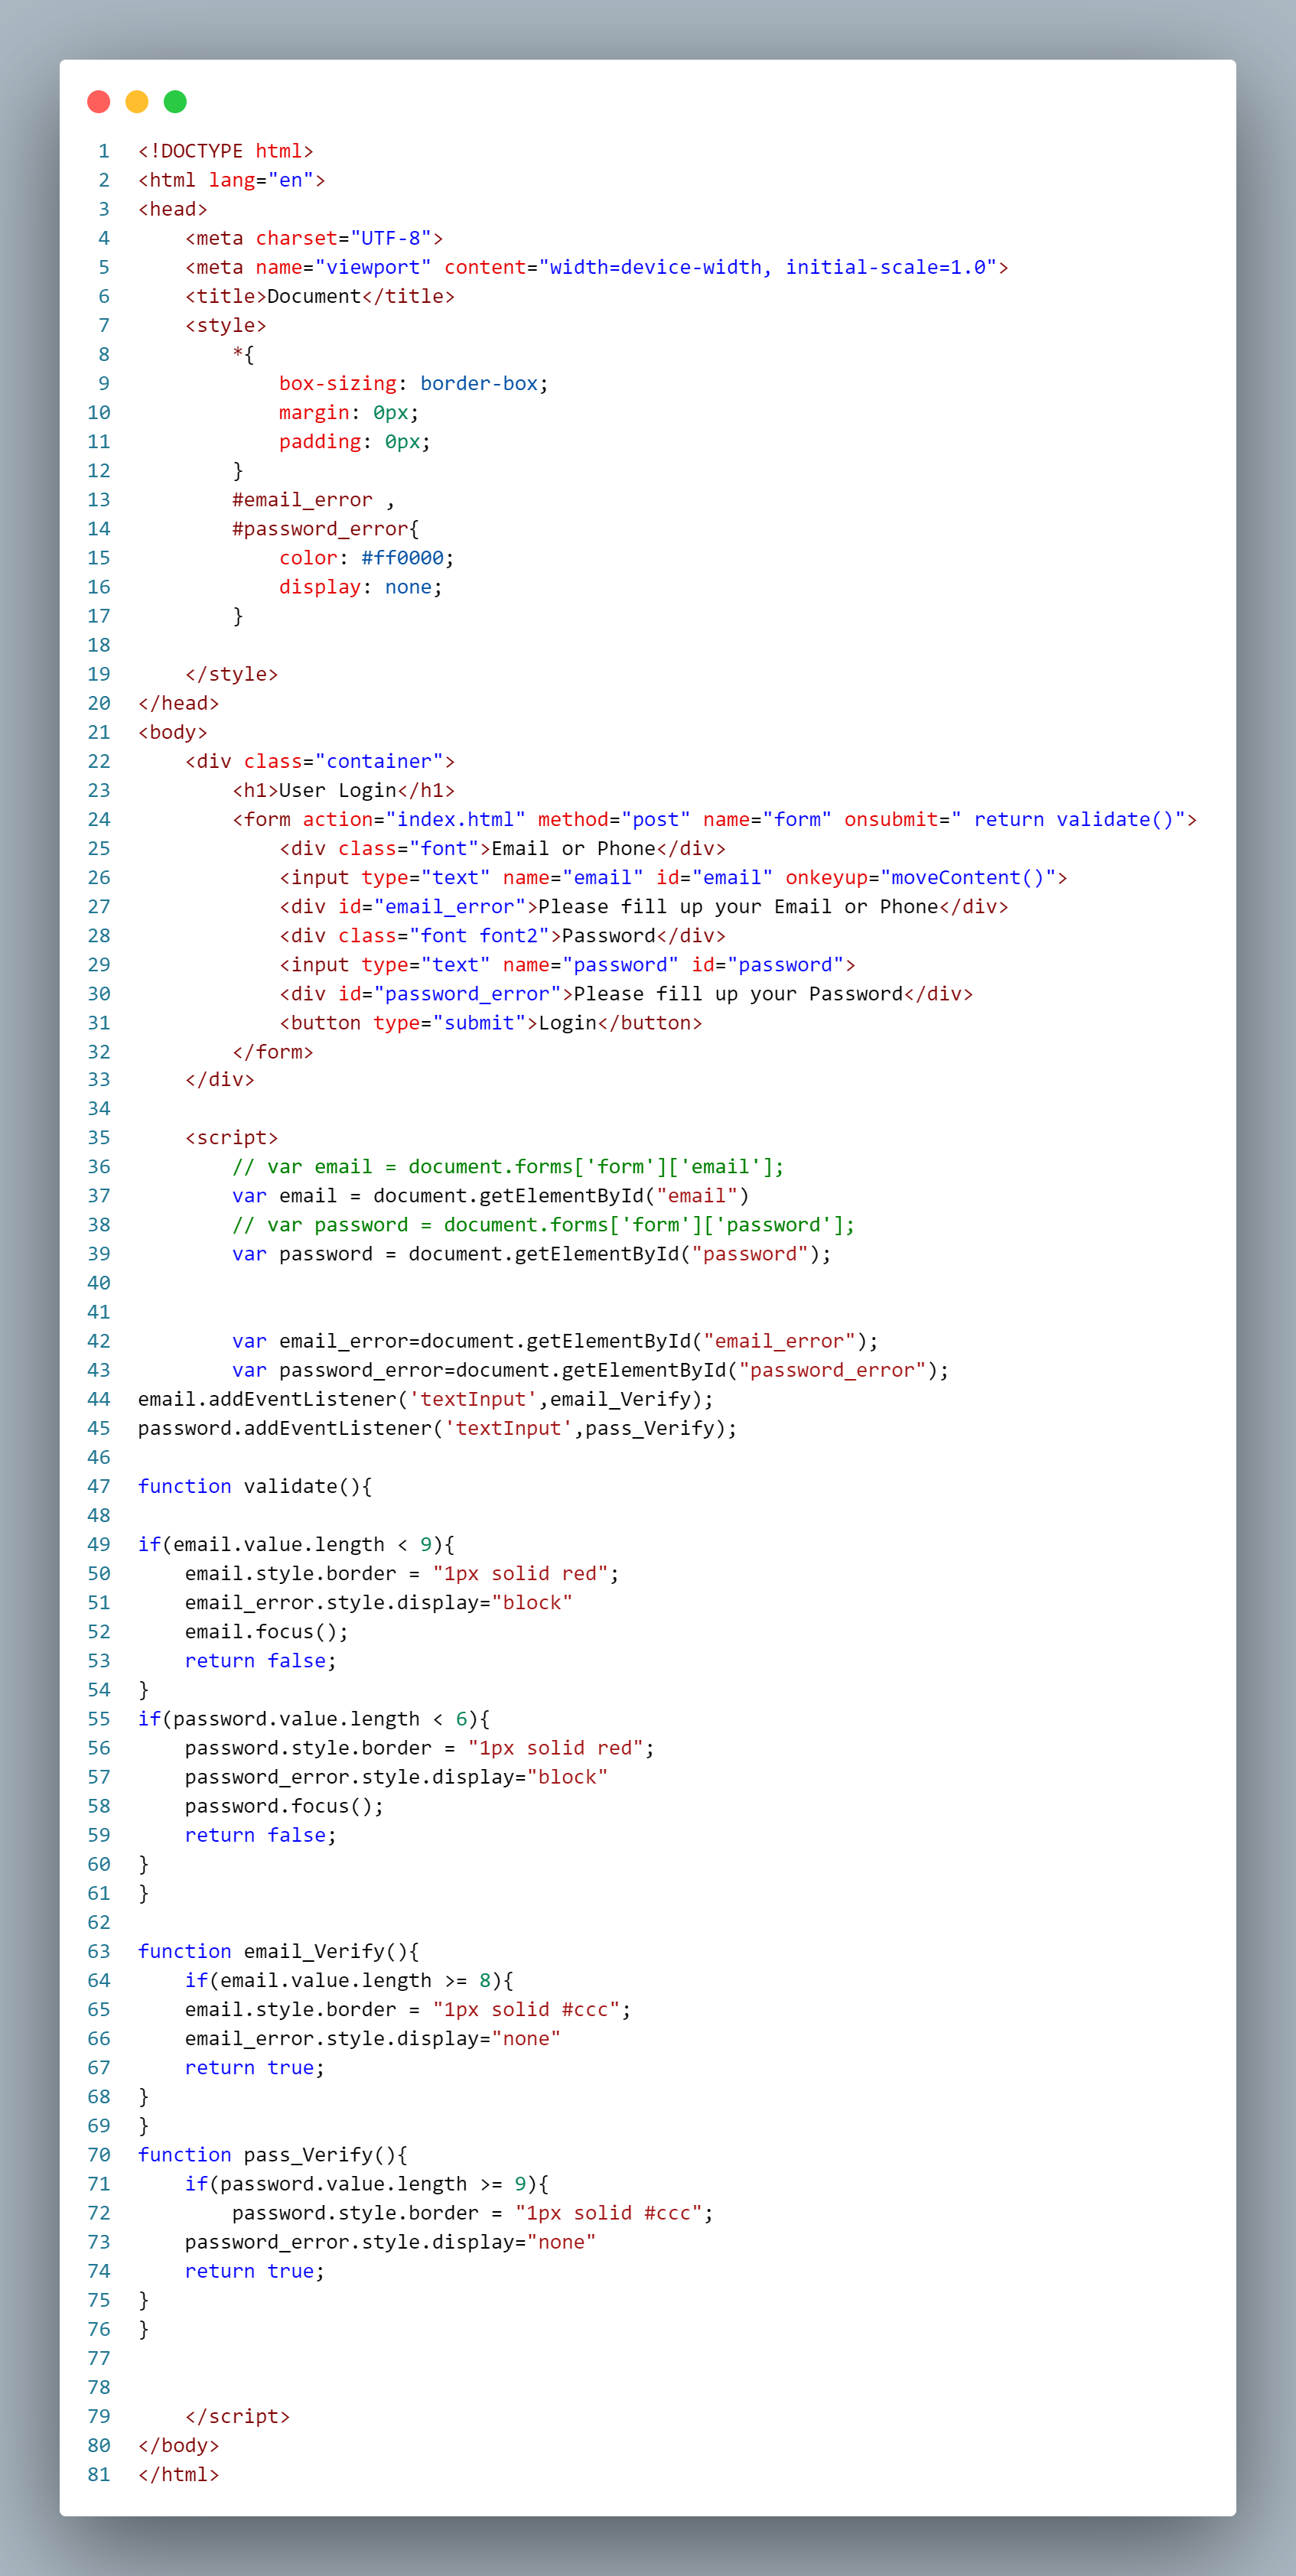 1 <!DOCTYPE html>
2 <html lang="en">
3 <head>
4     <meta charset="UTF-8">
5     <meta name="viewport" content="width=device-width, initial-scale=1.0">
6     <title>Document</title>
7     <style>
8         *{
9             box-sizing: border-box;
10             margin: 0px;
11             padding: 0px;
12         }
13         #email_error ,
14         #password_error{
15             color: #ff0000;
16             display: none;
17         }
18
19     </style>
20 </head>
21 <body>
22     <div class="container">
23         <h1>User Login</h1>
24         <form action="index.html" method="post" name="form" onsubmit=" return validate()">
25             <div class="font">Email or Phone</div>
26             <input type="text" name="email" id="email" onkeyup="moveContent()">
27             <div id="email_error">Please fill up your Email or Phone</div>
28             <div class="font font2">Password</div>
29             <input type="text" name="password" id="password">
30             <div id="password_error">Please fill up your Password</div>
31             <button type="submit">Login</button>
32         </form>
33     </div>
34
35     <script>
36         // var email = document.forms['form']['email'];
37         var email = document.getElementById("email")
38         // var password = document.forms['form']['password'];
39         var password = document.getElementById("password");
40
41
42         var email_error=document.getElementById("email_error");
43         var password_error=document.getElementById("password_error");
44 email.addEventListener('textInput',email_Verify);
45 password.addEventListener('textInput',pass_Verify);
46
47 function validate(){
48
49 if(email.value.length < 9){
50     email.style.border = "1px solid red";
51     email_error.style.display="block"
52     email.focus();
53     return false;
54 }
55 if(password.value.length < 6){
56     password.style.border = "1px solid red";
57     password_error.style.display="block"
58     password.focus();
59     return false;
60 }
61 }
62
63 function email_Verify(){
64     if(email.value.length >= 8){
65     email.style.border = "1px solid #ccc";
66     email_error.style.display="none"
67     return true;
68 }
69 }
70 function pass_Verify(){
71     if(password.value.length >= 9){
72         password.style.border = "1px solid #ccc";
73     password_error.style.display="none"
74     return true;
75 }
76 }
77
78
79     </script>
80 </body>
81 </html>